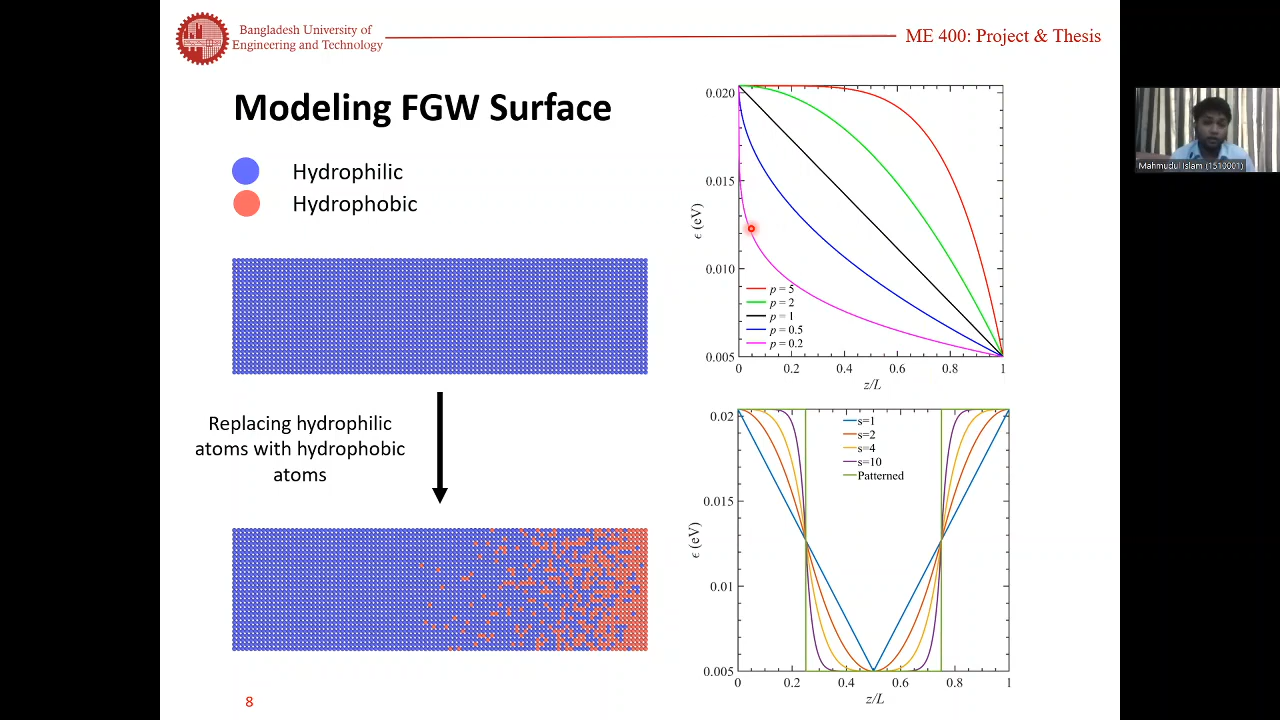 Bangladesh University of
Engineering and Technology
ME 400: Project & Thesis
Modeling FGW Surface
Hydrophilic
Hydrophobic
Replacing hydrophilic
atoms with hydrophobic
atoms
8
0.020
0.015
0.010
0.005
ϵ (eV)
p = 5
p = 2
p = 1
p = 0.5
p = 0.2
0 0.2 0.4 0.6 0.8 1
z/L
0.02
0.015
0.01
0.005
ϵ (eV)
s=1
s=2
s=4
s=10
Patterned
0 0.2 0.4 0.6 0.8 1
z/L
Mahmudul Islam (1510001)